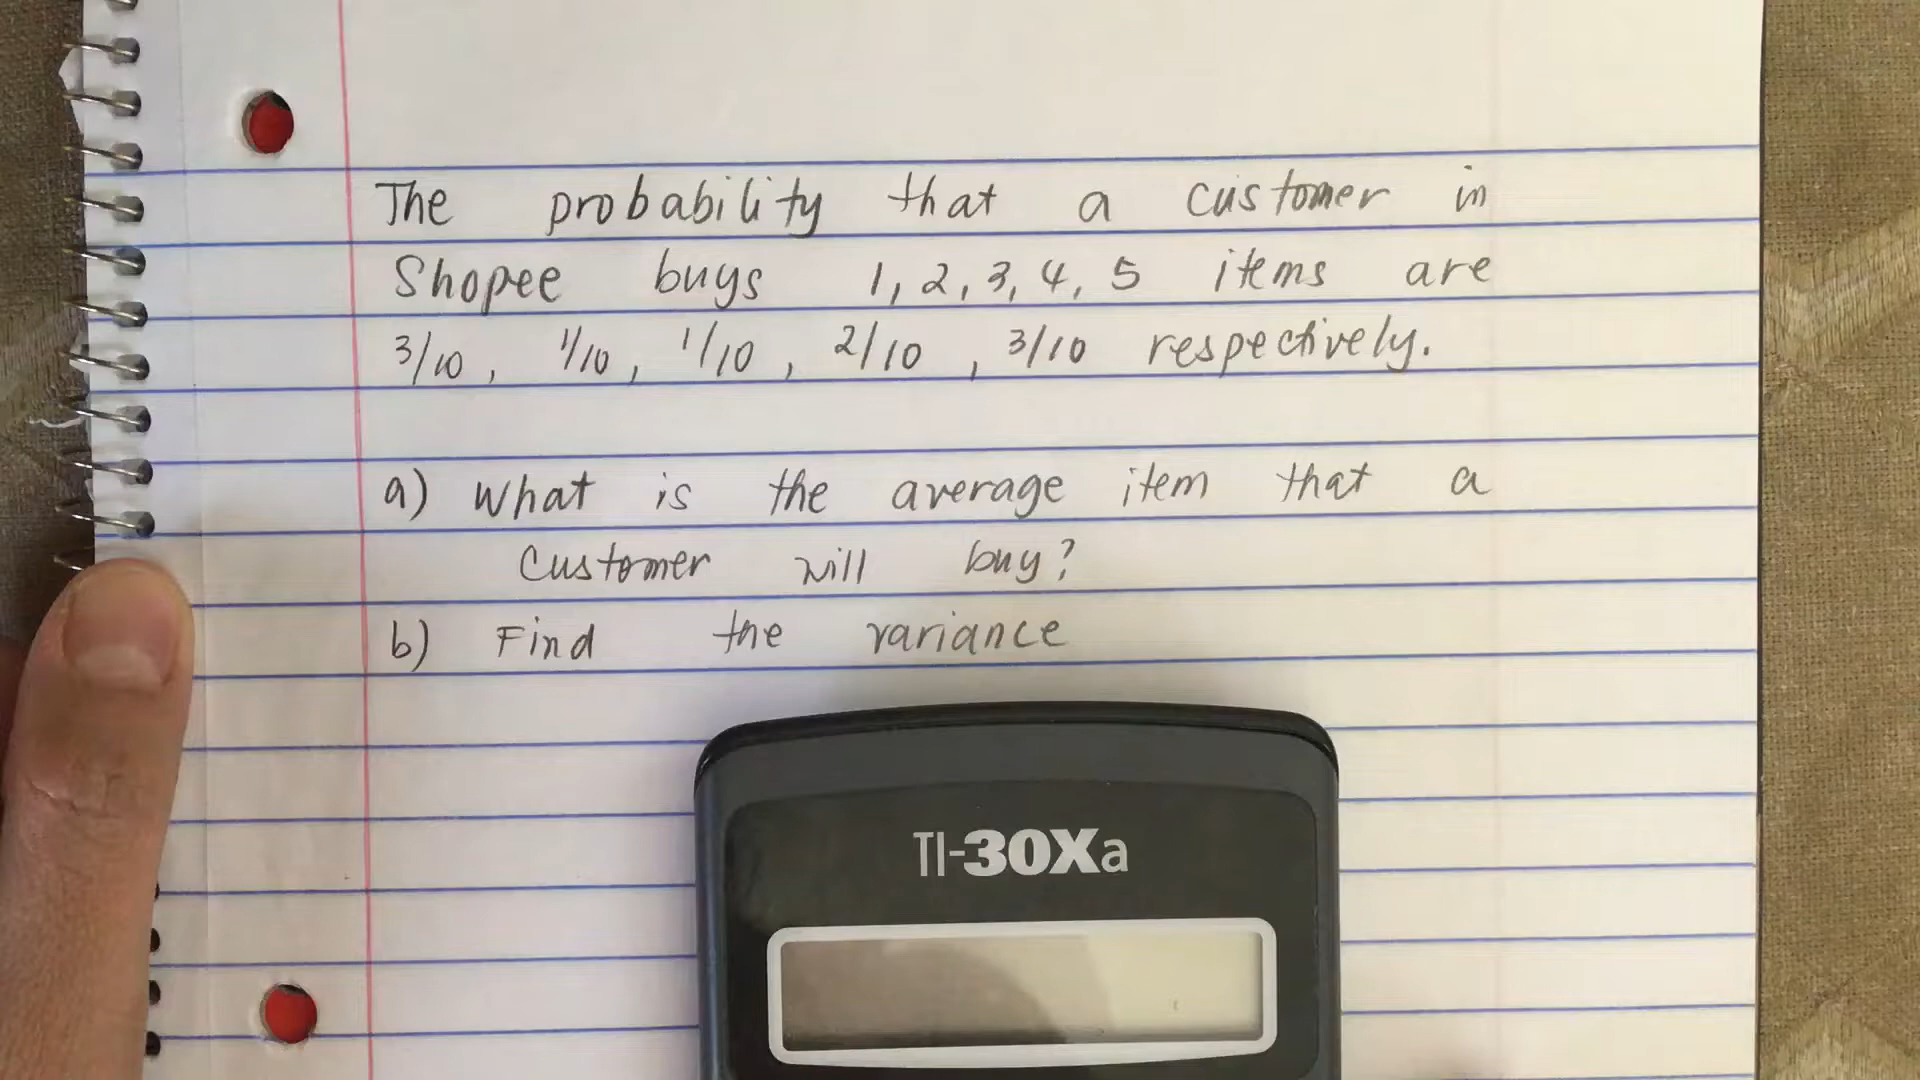 The probability that a customer in
Shopee buys 1, 2, 3, 4, 5 items are
3/10, 1/10, 1/10, 2/10, 3/10 respectively.
a) What is the average item that a
customer will buy?
b) Find the variance
TI-30Xa